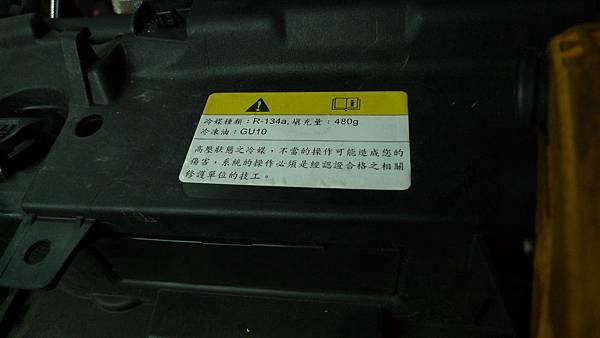 冷媒種類：R-134a, 填充量：480g
冷凍油：GU10
高壓狀態之冷媒，不當的操作可能造成您的
傷害，系統的操作必須是經認證合格之相關
修護單位的技工。